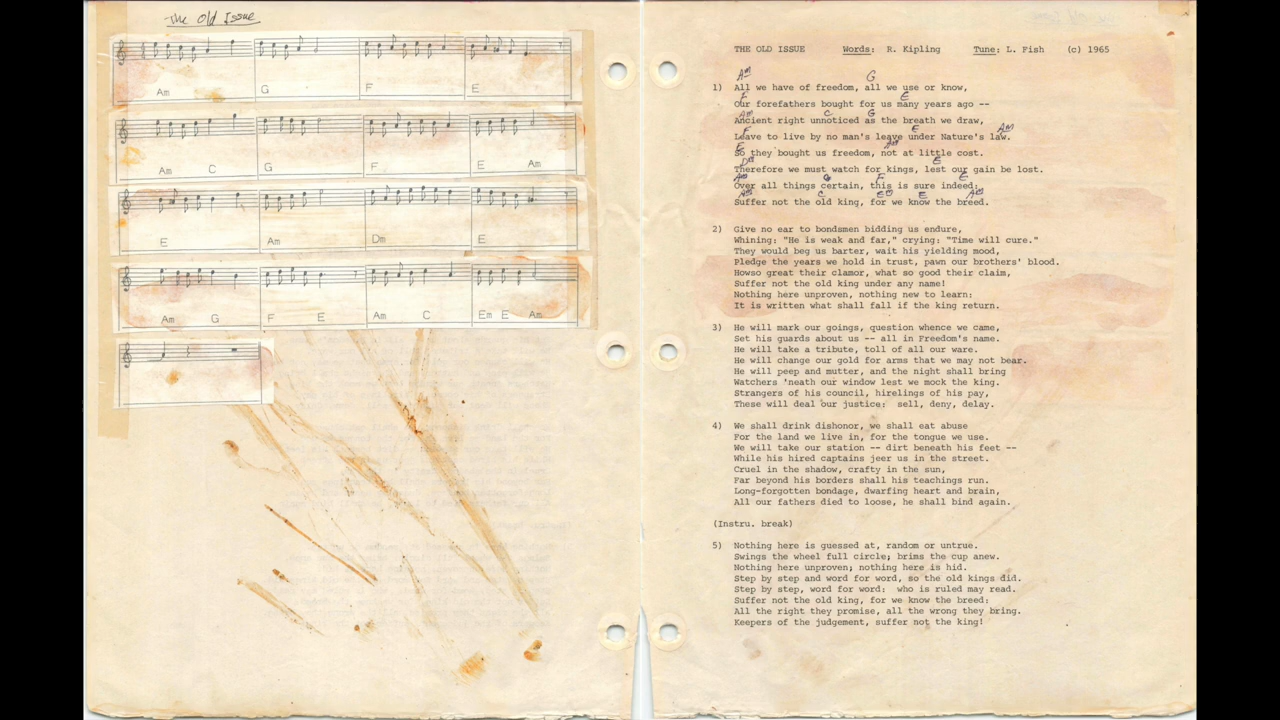 The Old Issue
Am G F E
Am C G F E Am
E Am Dm E
Am G F E Am C Em E Am
THE OLD ISSUE Words: R. Kipling Tune: L. Fish (c) 1965
Am G
1) All we have of freedom, all we use or know,
F E
Our forefathers bought for us many years ago --
Am C G
Ancient right unnoticed as the breath we draw,
F E Am
Leave to live by no man's leave under Nature's law.
E Am
So they bought us freedom, not at little cost.
Dm E
Therefore we must watch for kings, lest our gain be lost.
Am G F E
Over all things certain, this is sure indeed:
Am C Em E Am
Suffer not the old king, for we know the breed.
2) Give no ear to bondsmen bidding us endure,
Whining: "He is weak and far," crying: "Time will cure."
They would beg us barter, wait his yielding mood,
Pledge the years we hold in trust, pawn our brothers' blood.
Howso great their clamor, what so good their claim,
Suffer not the old king under any name!
Nothing here unproven, nothing new to learn:
It is written what shall fall if the king return.
3) He will mark our goings, question whence we came,
Set his guards about us -- all in Freedom's name.
He will take a tribute, toll of all our ware.
He will change our gold for arms that we may not bear.
He will peep and mutter, and the night shall bring
Watchers 'neath our window lest we mock the king.
Strangers of his council, hirelings of his pay,
These will deal our justice: sell, deny, delay.
4) We shall drink dishonor, we shall eat abuse
For the land we live in, for the tongue we use.
We will take our station -- dirt beneath his feet --
While his hired captains jeer us in the street.
Cruel in the shadow, crafty in the sun,
Far beyond his borders shall his teachings run.
Long-forgotten bondage, dwarfing heart and brain,
All our fathers died to loose, he shall bind again.
(Instru. break)
5) Nothing here is guessed at, random or untrue.
Swings the wheel full circle; brims the cup anew.
Nothing here unproven; nothing here is hid.
Step by step and word for word, so the old kings did.
Step by step, word for word: who is ruled may read.
Suffer not the old king, for we know the breed:
All the right they promise, all the wrong they bring.
Keepers of the judgement, suffer not the king!